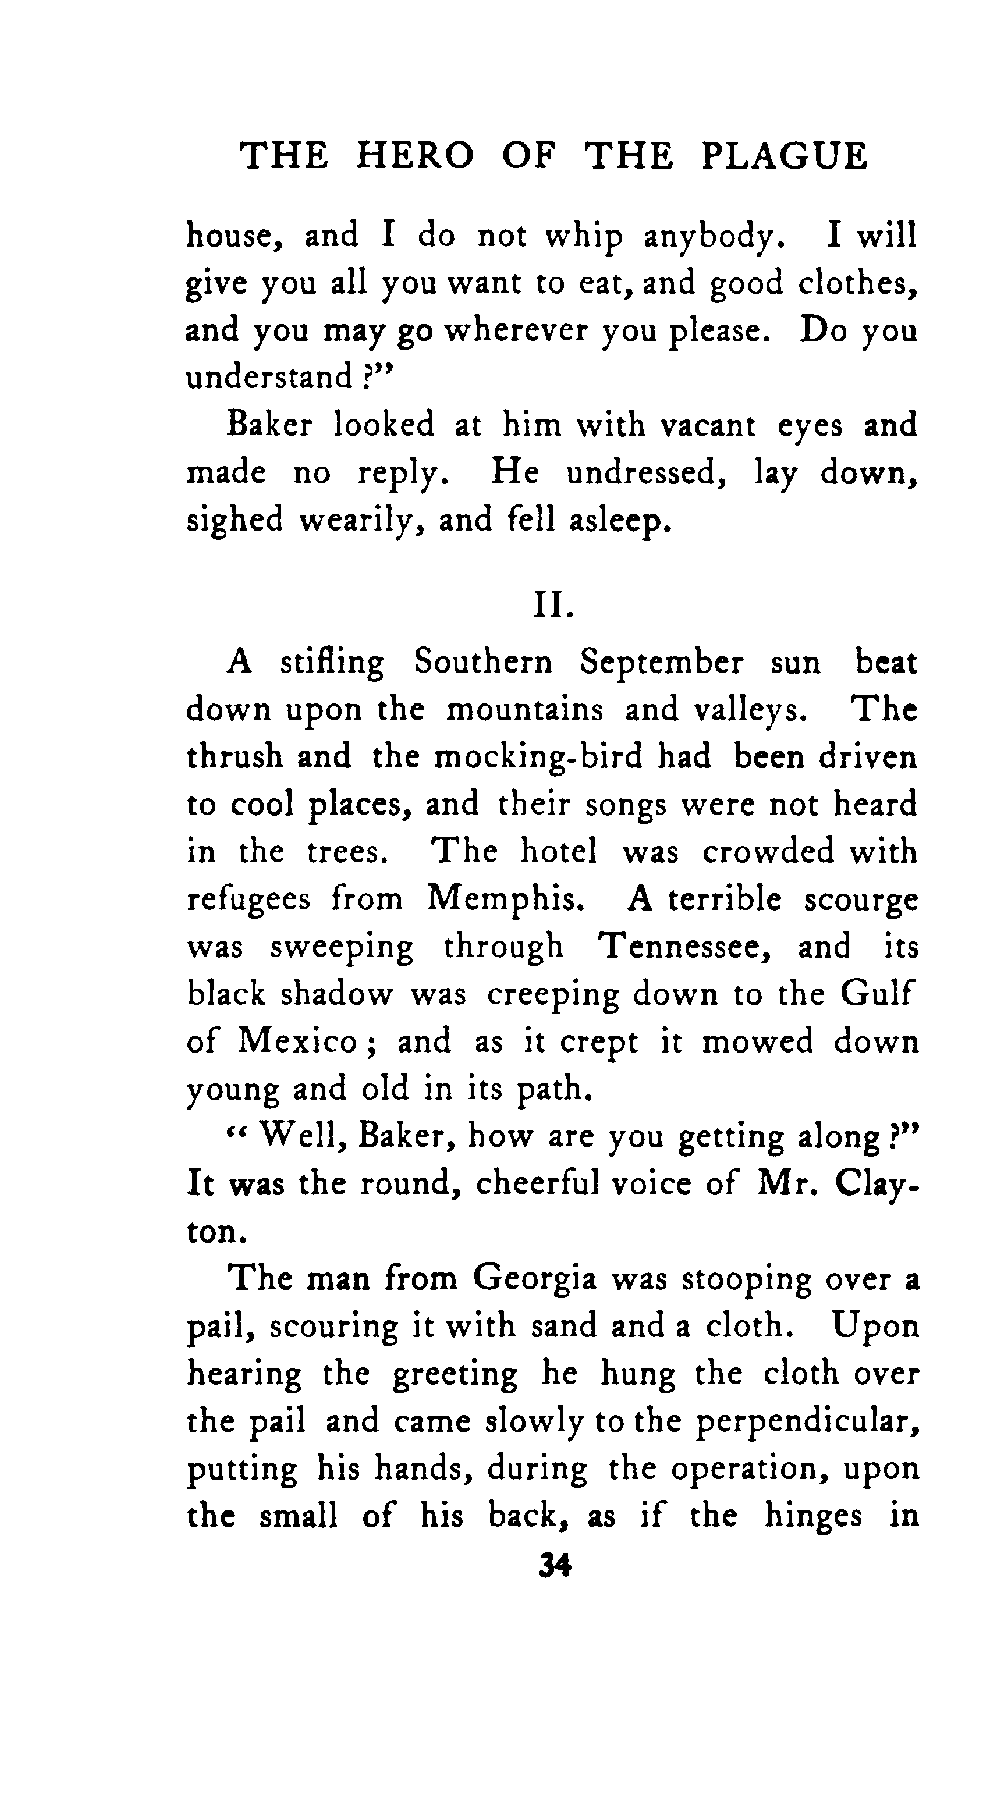 THE HERO OF THE PLAGUE
house, and I do not whip anybody. I will
give you all you want to eat, and good clothes,
and you may go wherever you please. Do you
understand ?”
Baker looked at him with vacant eyes and
made no reply. He undressed, lay down,
sighed wearily, and fell asleep.
II.
A stifling Southern September sun beat
down upon the mountains and valleys. The
thrush and the mocking-bird had been driven
to cool places, and their songs were not heard
in the trees. The hotel was crowded with
refugees from Memphis. A terrible scourge
was sweeping through Tennessee, and its
black shadow was creeping down to the Gulf
of Mexico ; and as it crept it mowed down
young and old in its path.
“ Well, Baker, how are you getting along ?”
It was the round, cheerful voice of Mr. Clay-
ton.
The man from Georgia was stooping over a
pail, scouring it with sand and a cloth. Upon
hearing the greeting he hung the cloth over
the pail and came slowly to the perpendicular,
putting his hands, during the operation, upon
the small of his back, as if the hinges in
34